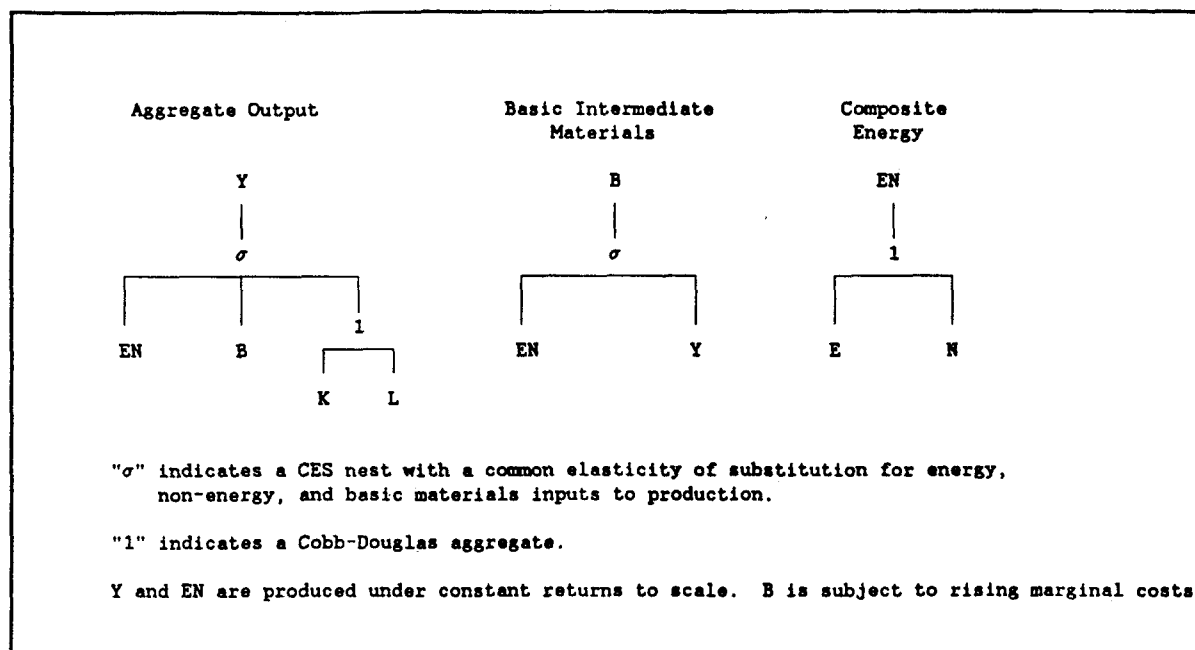 Aggregate Output
Basic Intermediate
Materials
Composite
Energy
Y
B
EN
σ
σ
1
EN
B
1
K
L
EN
Y
E
N
"σ" indicates a CES nest with a common elasticity of substitution for energy,
non-energy, and basic materials inputs to production.
"1" indicates a Cobb-Douglas aggregate.
Y and EN are produced under constant returns to scale. B is subject to rising marginal costs